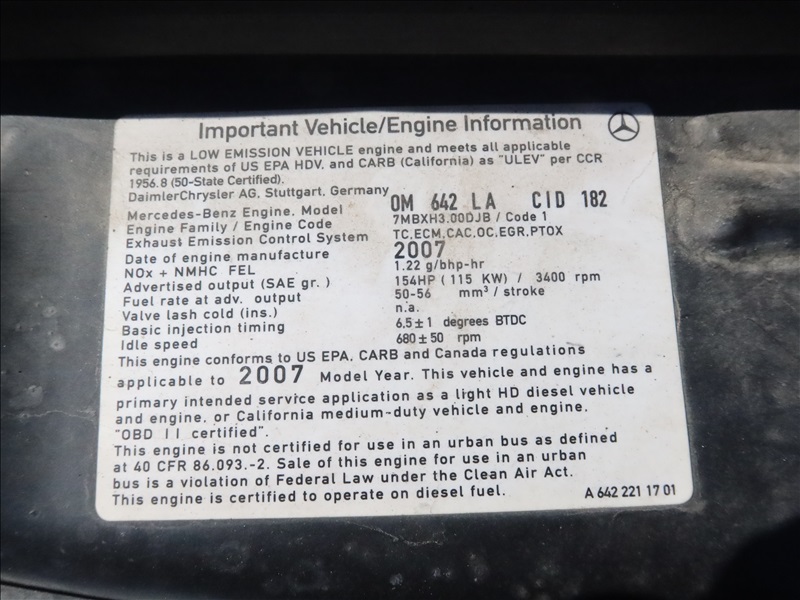 Important Vehicle/Engine Information
This is a LOW EMISSION VEHICLE engine and meets all applicable
requirements of US EPA HDV. and CARB (California) as "ULEV" per CCR
1956.8 (50-State Certified).
DaimlerChrysler AG, Stuttgart, Germany
Mercedes-Benz Engine, Model OM 642 LA CID 182
Engine Family / Engine Code 7MBXH3.00DJB / Code 1
Exhaust Emission Control System TC,ECM,CAC,OC,EGR,PTOX
Date of engine manufacture 2007
NOx + NMHC FEL 1.22 g/bhp-hr
Advertised output (SAE gr. ) 154HP ( 115 KW) / 3400 rpm
Fuel rate at adv. output 50-56 mm³ / stroke
Valve lash cold (ins.) n.a.
Basic injection timing 6.5 ± 1 degrees BTDC
Idle speed 680 ± 50 rpm
This engine conforms to US EPA, CARB and Canada regulations
applicable to 2007 Model Year. This vehicle and engine has a
primary intended service application as a light HD diesel vehicle
and engine, or California medium-duty vehicle and engine.
"OBD II certified".
This engine is not certified for use in an urban bus as defined
at 40 CFR 86.093.-2. Sale of this engine for use in an urban
bus is a violation of Federal Law under the Clean Air Act.
This engine is certified to operate on diesel fuel.
A 642 221 17 01